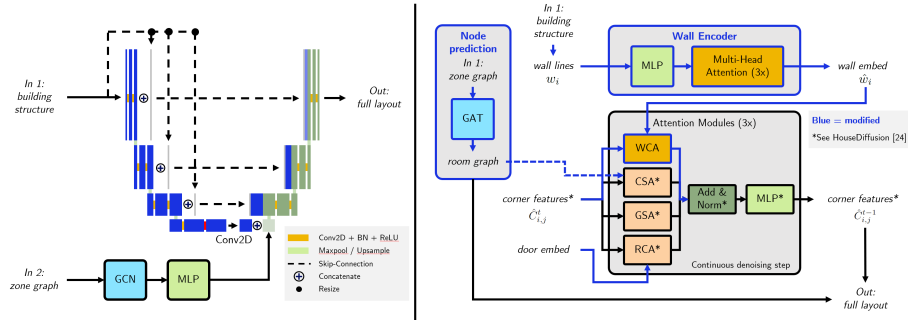 In 1:
building
structure
Out:
full layout
Conv2D
In 2:
zone graph
GCN
MLP
Conv2D + BN + ReLU
Maxpool / Upsample
Skip-Connection
Concatenate
Resize
Node
prediction
In 1:
zone graph
GAT
room graph
In 1:
building
structure
wall lines
w_i
Wall Encoder
MLP
Multi-Head
Attention (3x)
wall embed
ŵ_i
Attention Modules (3x)
WCA
CSA*
GSA*
RCA*
Add &
Norm*
MLP*
Continuous denoising step
Blue = modified
*See HouseDiffusion [24]
corner features*
C̃^t_{i,j}
door embed
corner features*
C̃^{t−1}_{i,j}
Out:
full layout